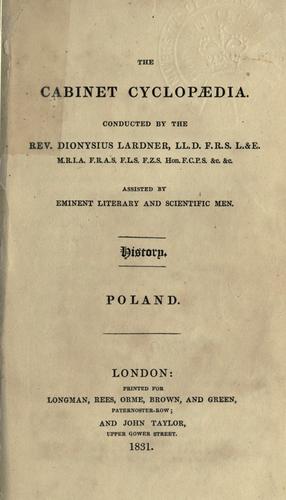 THE
CABINET CYCLOPÆDIA.
CONDUCTED BY THE
REV. DIONYSIUS LARDNER, LL.D. F.R.S. L.&E.
M.R.I.A. F.R.A.S. F.L.S. F.Z.S. Hon. F.C.P.S. &c. &c.
ASSISTED BY
EMINENT LITERARY AND SCIENTIFIC MEN.
History.
POLAND.
LONDON:
PRINTED FOR
LONGMAN, REES, ORME, BROWN, AND GREEN,
PATERNOSTER-ROW;
AND JOHN TAYLOR,
UPPER GOWER STREET.
1831.